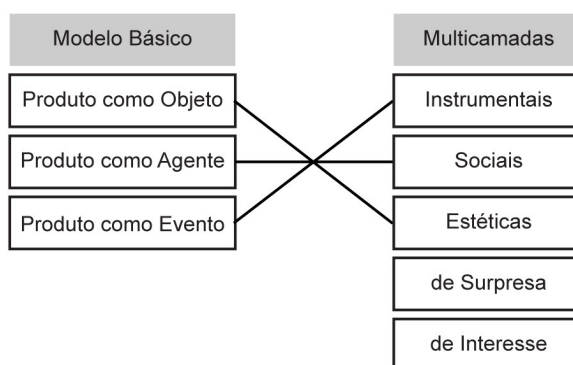 Modelo Básico
Multicamadas
Produto como Objeto
Instrumentais
Produto como Agente
Sociais
Produto como Evento
Estéticas
de Surpresa
de Interesse